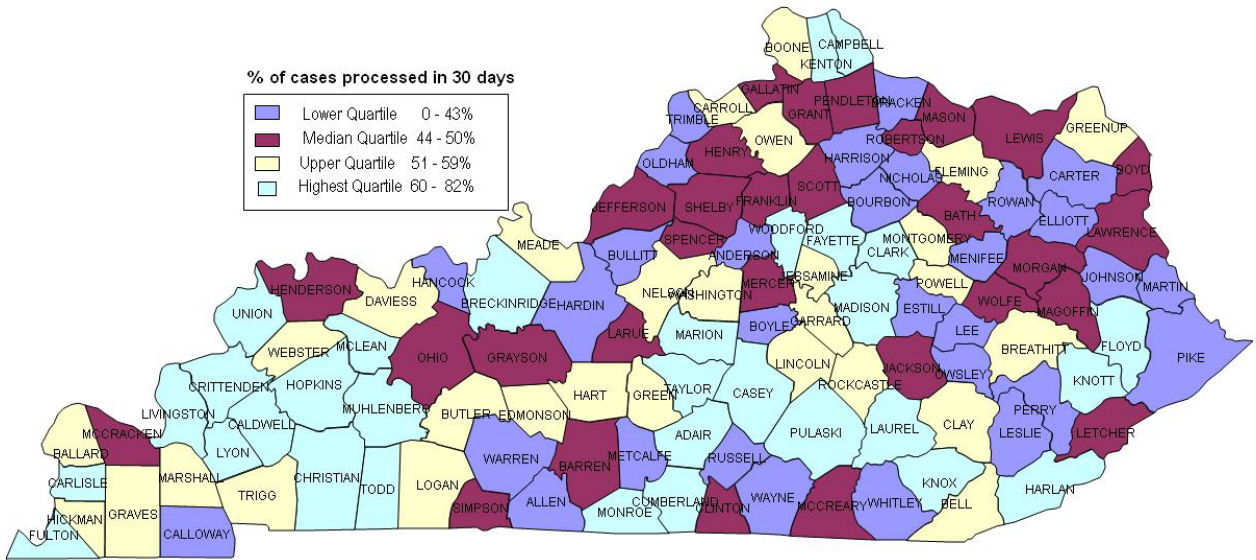 % of cases processed in 30 days
Lower Quartile 0 - 43%
Median Quartile 44 - 50%
Upper Quartile 51 - 59%
Highest Quartile 60 - 82%
BOONE
CAMPBELL
KENTON
GALLATIN
CARROLL
TRIMBLE
GRANT
PENDLETON
BRACKEN
MASON
ROBERTSON
LEWIS
GREENUP
OWEN
HENRY
OLDHAM
HARRISON
NICHOLAS
FLEMING
CARTER
BOYD
JEFFERSON
SHELBY
FRANKLIN
SCOTT
BOURBON
BATH
ROWAN
ELLIOTT
LAWRENCE
SPENCER
WOODFORD
FAYETTE
CLARK
MONTGOMERY
MENIFEE
MORGAN
JOHNSON
MARTIN
MEADE
BULLITT
ANDERSON
HANCOCK
BRECKINRIDGE
HARDIN
NELSON
WASHINGTON
MERCER
JESSAMINE
MADISON
POWELL
ESTILL
WOLFE
MAGOFFIN
HENDERSON
DAVIESS
UNION
WEBSTER
MCLEAN
OHIO
GRAYSON
LARUE
MARION
BOYLE
GARRARD
LEE
BREATHITT
FLOYD
PIKE
CRITTENDEN
HOPKINS
MUHLENBERG
BUTLER
EDMONSON
HART
GREEN
TAYLOR
CASEY
LINCOLN
ROCKCASTLE
JACKSON
OWSLEY
KNOTT
LIVINGSTON
CALDWELL
LYON
WARREN
BARREN
METCALFE
ADAIR
RUSSELL
PULASKI
LAUREL
CLAY
PERRY
LESLIE
LETCHER
MCCRACKEN
BALLARD
CARLISLE
MARSHALL
TRIGG
CHRISTIAN
TODD
LOGAN
SIMPSON
ALLEN
MONROE
CUMBERLAND
CLINTON
WAYNE
MCCREARY
WHITLEY
KNOX
BELL
HARLAN
HICKMAN
FULTON
GRAVES
CALLOWAY